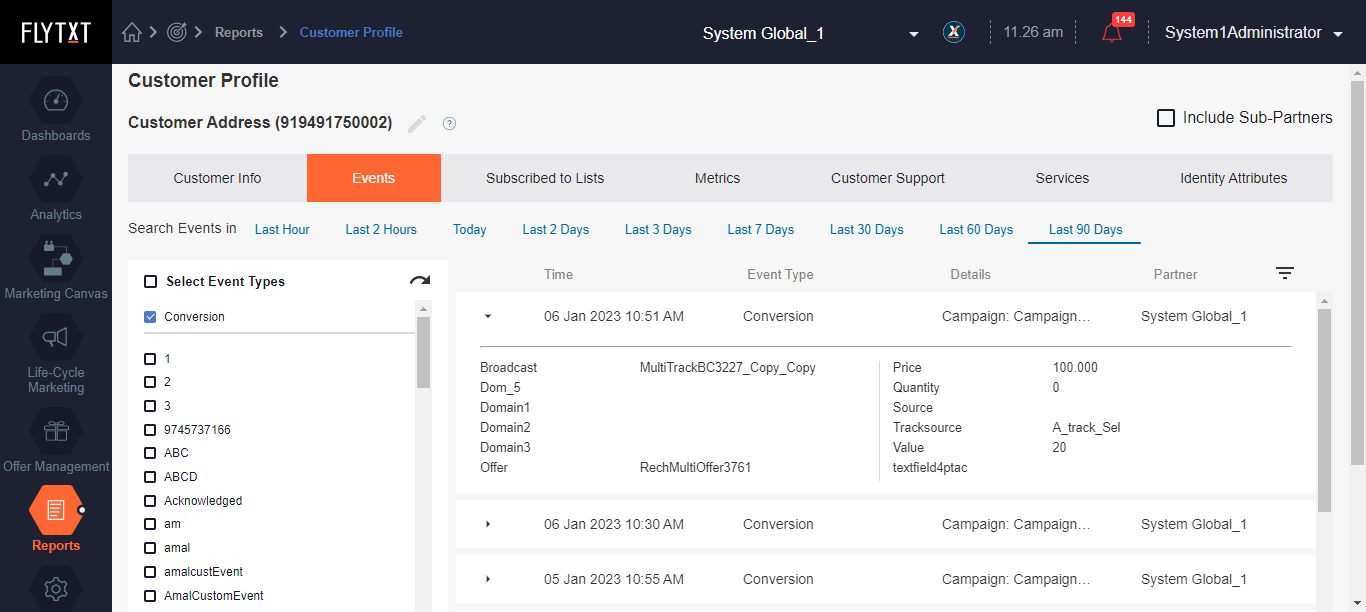 FLYTXT
Reports
Customer Profile
System Global_1
X
11.26 am
144
System1Administrator
Dashboards
Analytics
Marketing Canvas
Life-Cycle
Marketing
Offer Management
Reports
Customer Profile
Customer Address (919491750002)
?
Include Sub-Partners
Customer Info
Events
Subscribed to Lists
Metrics
Customer Support
Services
Identity Attributes
Search Events in
Last Hour
Last 2 Hours
Today
Last 2 Days
Last 3 Days
Last 7 Days
Last 30 Days
Last 60 Days
Last 90 Days
Select Event Types
Conversion
1
2
3
9745737166
ABC
ABCD
Acknowledged
am
amal
amalcustEvent
AmalCustomEvent
Time Event Type Details Partner
06 Jan 2023 10:51 AM Conversion Campaign: Campaign… System Global_1
Broadcast MultiTrackBC3227_Copy_Copy
Dom_5
Domain1
Domain2
Domain3
Offer RechMultiOffer3761
Price 100.000
Quantity 0
Source
Tracksource A_track_Sel
Value 20
textfield4ptac
06 Jan 2023 10:30 AM Conversion Campaign: Campaign… System Global_1
05 Jan 2023 10:55 AM Conversion Campaign: Campaign… System Global_1